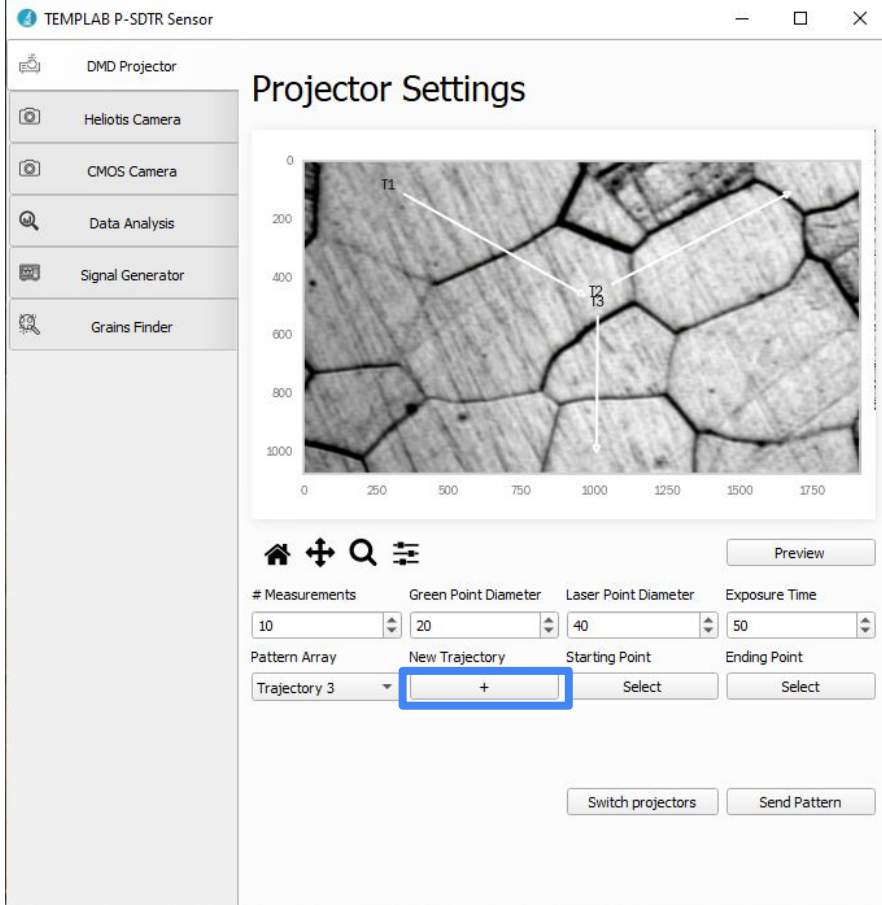 TEMPLAB P-SDTR Sensor
DMD Projector
Heliotis Camera
CMOS Camera
Data Analysis
Signal Generator
Grains Finder
Projector Settings
0
200
400
600
800
1000
T1
T2
T3
0 250 500 750 1000 1250 1500 1750
Preview
# Measurements Green Point Diameter Laser Point Diameter Exposure Time
10 20 40 50
Pattern Array New Trajectory Starting Point Ending Point
Trajectory 3 + Select Select
Switch projectors Send Pattern